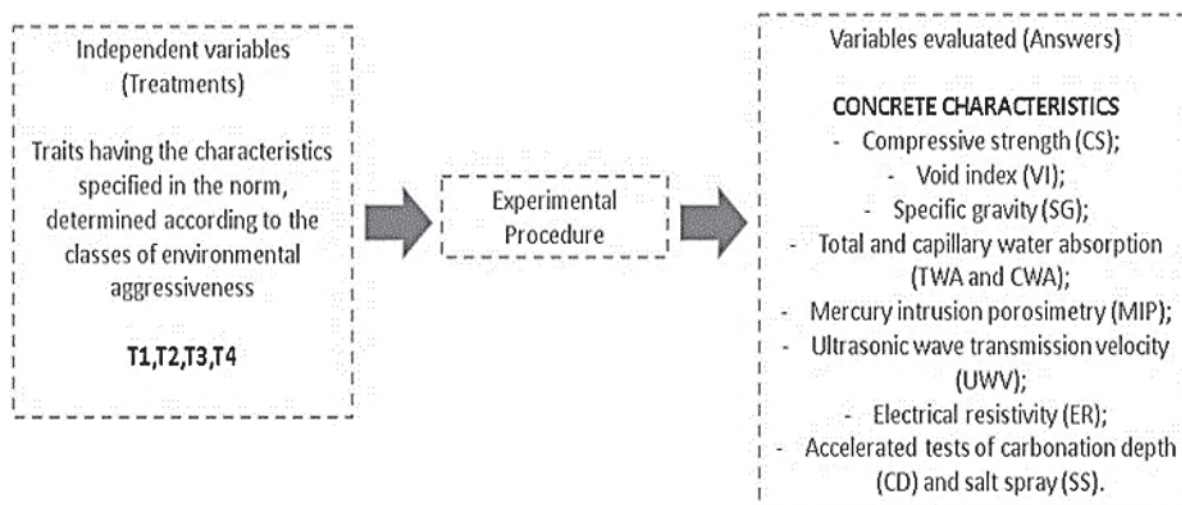 Independent variables
(Treatments)
Traits having the characteristics
specified in the norm,
determined according to the
classes of environmental
aggressiveness
T1,T2,T3,T4
Experimental
Procedure
Variables evaluated (Answers)
CONCRETE CHARACTERISTICS
- Compressive strength (CS);
- Void index (VI);
- Specific gravity (SG);
- Total and capillary water absorption
(TWA and CWA);
- Mercury intrusion porosimetry (MIP);
- Ultrasonic wave transmission velocity
(UWV);
- Electrical resistivity (ER);
- Accelerated tests of carbonation depth
(CD) and salt spray (SS).